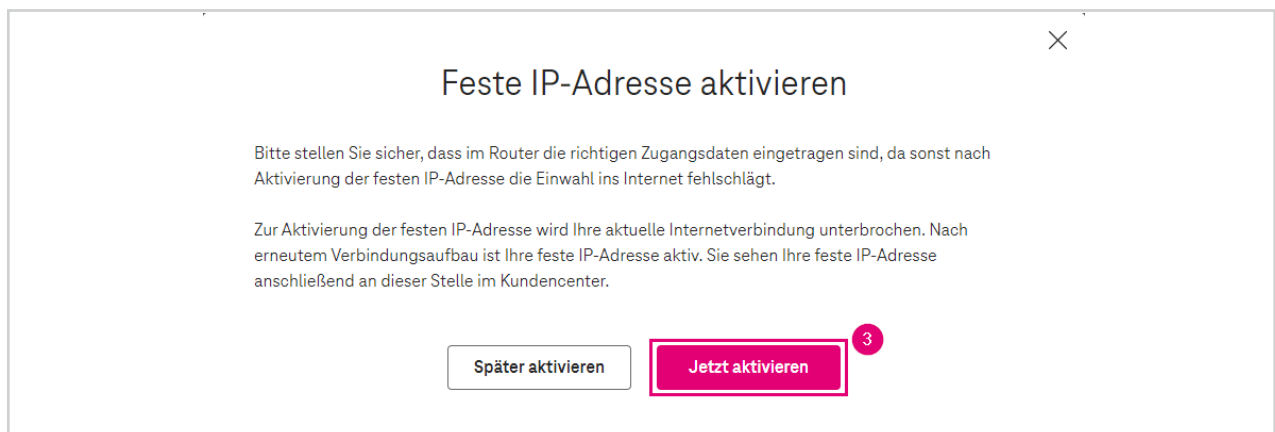 Feste IP-Adresse aktivieren
Bitte stellen Sie sicher, dass im Router die richtigen Zugangsdaten eingetragen sind, da sonst nach
Aktivierung der festen IP-Adresse die Einwahl ins Internet fehlschlägt.
Zur Aktivierung der festen IP-Adresse wird Ihre aktuelle Internetverbindung unterbrochen. Nach
erneutem Verbindungsaufbau ist Ihre feste IP-Adresse aktiv. Sie sehen Ihre feste IP-Adresse
anschließend an dieser Stelle im Kundencenter.
3
Später aktivieren Jetzt aktivieren